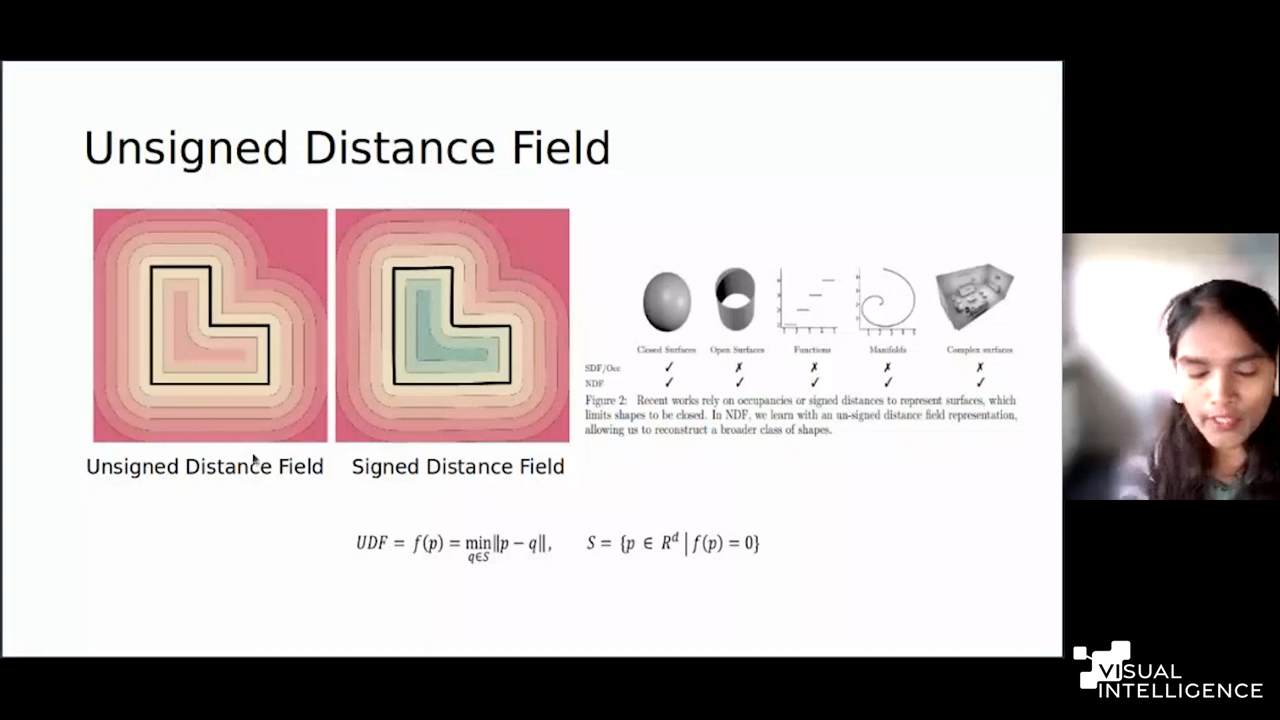 Unsigned Distance Field
Closed Surfaces Open Surfaces Functions Manifolds Complex surfaces
SDF/Occ ✓ ✗ ✗ ✗ ✗
NDF ✓ ✓ ✓ ✓ ✓
Figure 2: Recent works rely on occupancies or signed distances to represent surfaces, which
limits shapes to be closed. In NDF, we learn with an un-signed distance field representation,
allowing us to reconstruct a broader class of shapes.
Unsigned Distance Field Signed Distance Field
UDF = f(p) = min‖p − q‖, S = {p ∈ R^d | f(p) = 0}
q∈S
VISUAL
INTELLIGENCE